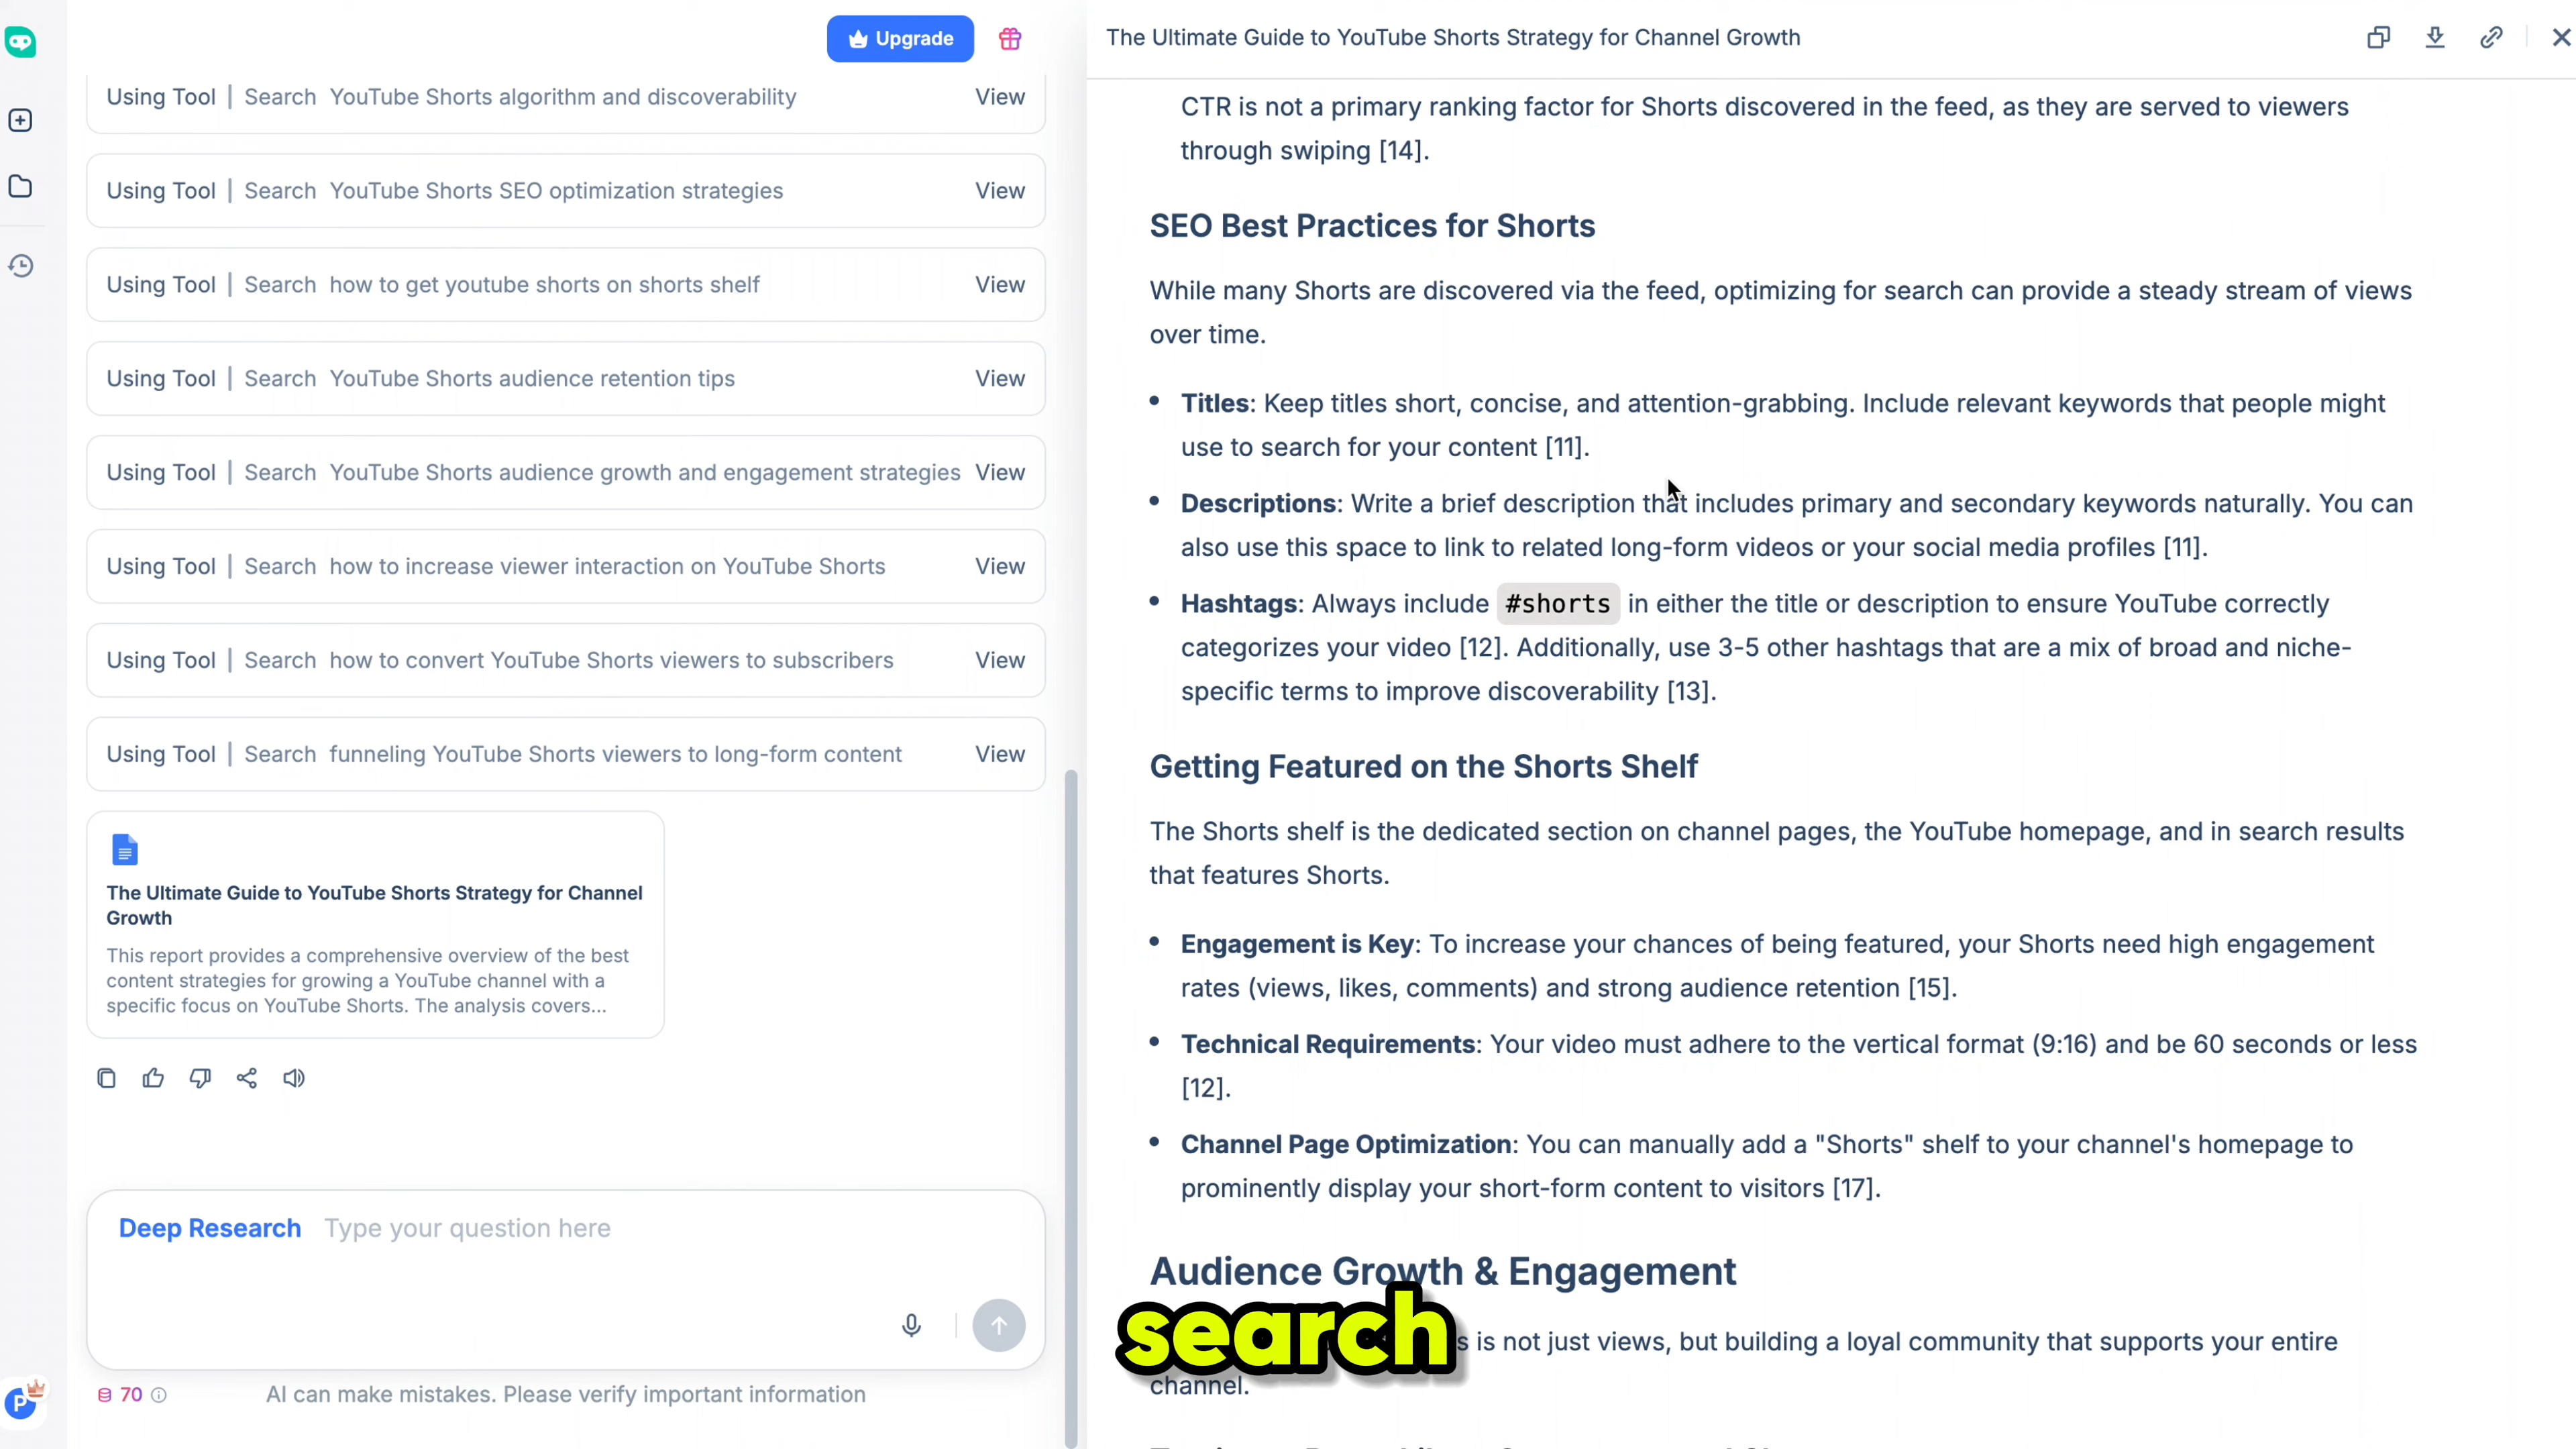 Upgrade
Using Tool | Search YouTube Shorts algorithm and discoverability View
Using Tool | Search YouTube Shorts SEO optimization strategies View
Using Tool | Search how to get youtube shorts on shorts shelf View
Using Tool | Search YouTube Shorts audience retention tips View
Using Tool | Search YouTube Shorts audience growth and engagement strategies View
Using Tool | Search how to increase viewer interaction on YouTube Shorts View
Using Tool | Search how to convert YouTube Shorts viewers to subscribers View
Using Tool | Search funneling YouTube Shorts viewers to long-form content View
The Ultimate Guide to YouTube Shorts Strategy for Channel
Growth
This report provides a comprehensive overview of the best
content strategies for growing a YouTube channel with a
specific focus on YouTube Shorts. The analysis covers...
Deep Research Type your question here
70
AI can make mistakes. Please verify important information
P
The Ultimate Guide to YouTube Shorts Strategy for Channel Growth
CTR is not a primary ranking factor for Shorts discovered in the feed, as they are served to viewers
through swiping [14].
SEO Best Practices for Shorts
While many Shorts are discovered via the feed, optimizing for search can provide a steady stream of views
over time.
• Titles: Keep titles short, concise, and attention-grabbing. Include relevant keywords that people might
use to search for your content [11].
• Descriptions: Write a brief description that includes primary and secondary keywords naturally. You can
also use this space to link to related long-form videos or your social media profiles [11].
• Hashtags: Always include #shorts in either the title or description to ensure YouTube correctly
categorizes your video [12]. Additionally, use 3-5 other hashtags that are a mix of broad and niche-
specific terms to improve discoverability [13].
Getting Featured on the Shorts Shelf
The Shorts shelf is the dedicated section on channel pages, the YouTube homepage, and in search results
that features Shorts.
• Engagement is Key: To increase your chances of being featured, your Shorts need high engagement
rates (views, likes, comments) and strong audience retention [15].
• Technical Requirements: Your video must adhere to the vertical format (9:16) and be 60 seconds or less
[12].
• Channel Page Optimization: You can manually add a "Shorts" shelf to your channel's homepage to
prominently display your short-form content to visitors [17].
Audience Growth & Engagement
search
is not just views, but building a loyal community that supports your entire
channel.